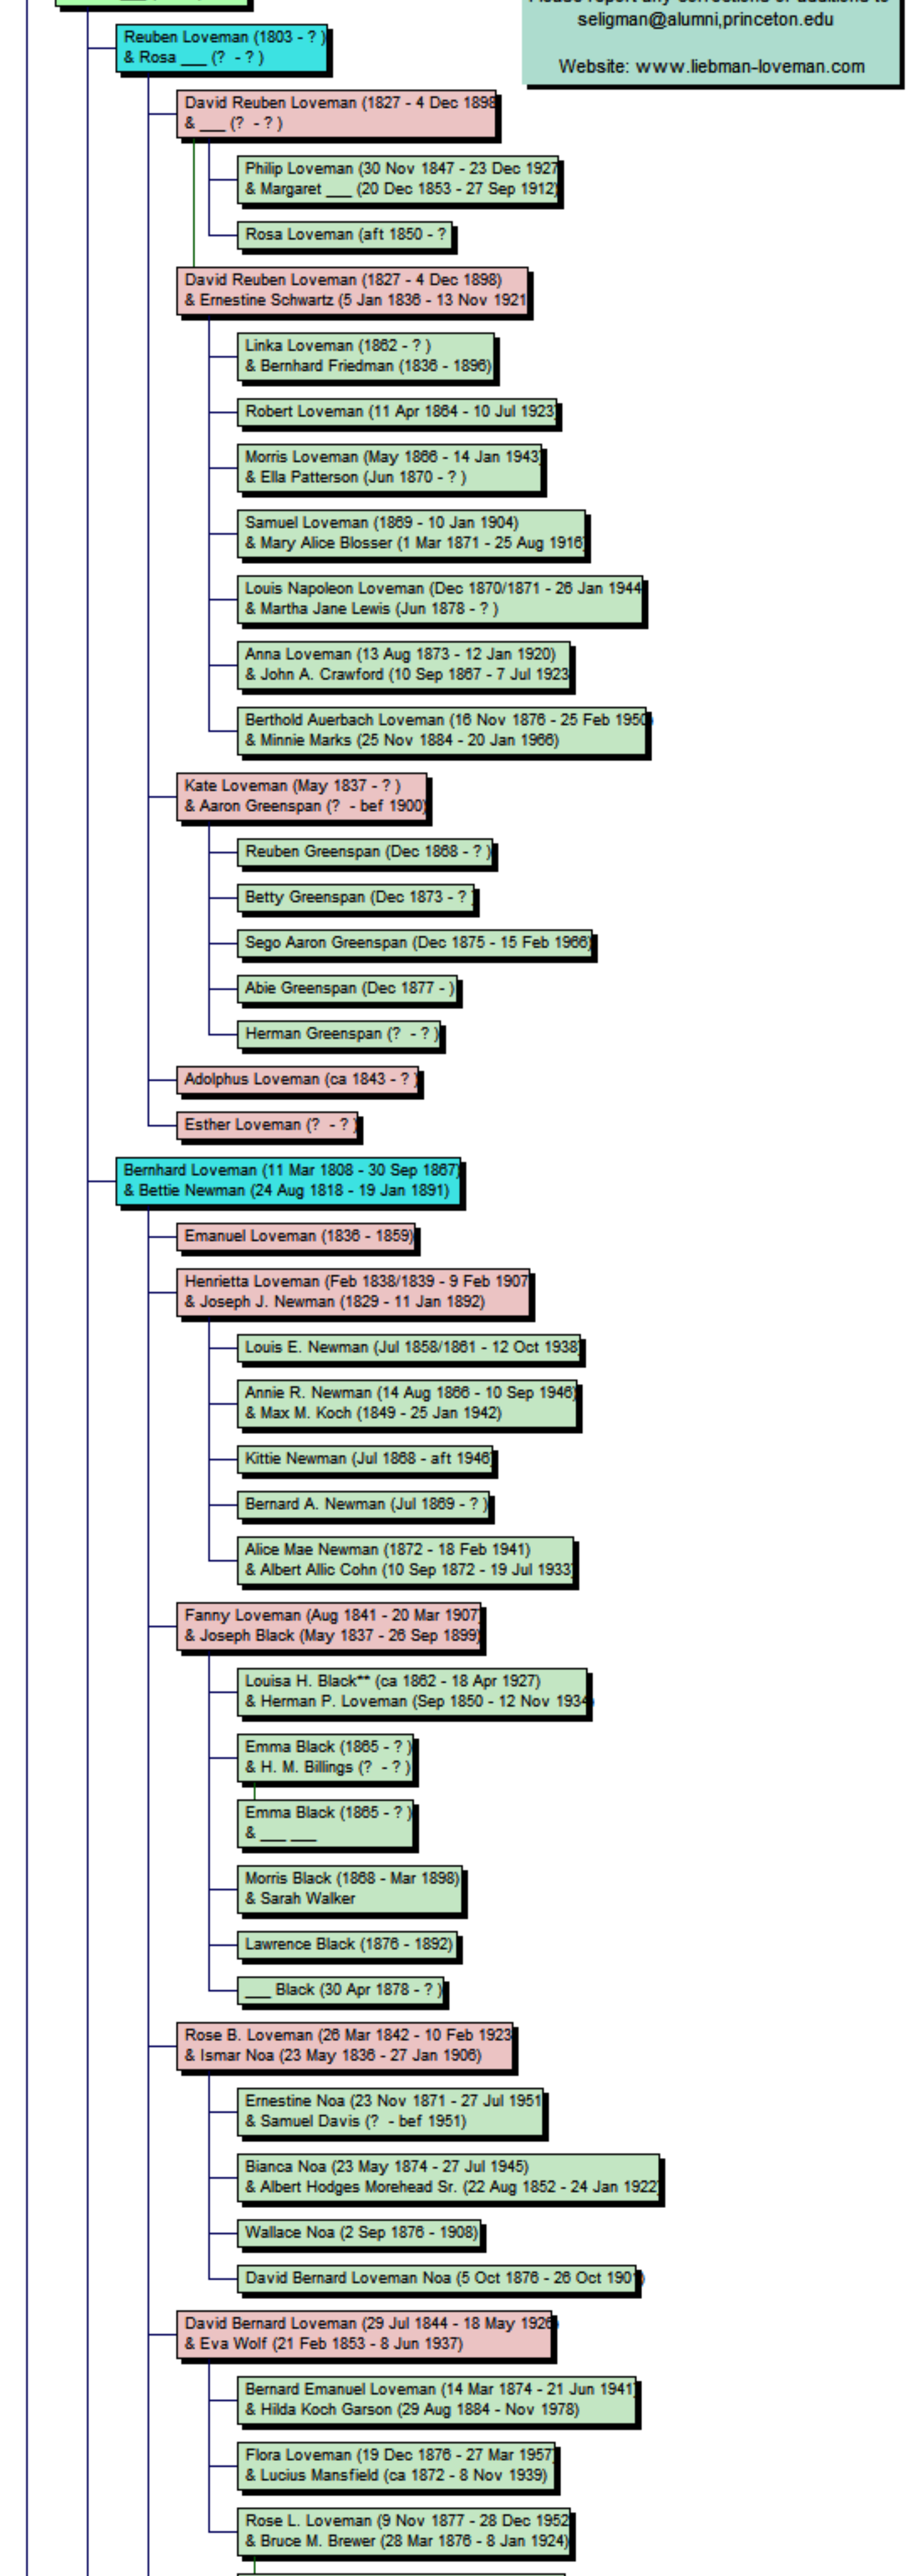 seligman@alumni,princeton.edu
Website: www.liebman-loveman.com
Reuben Loveman (1803 - ? )
& Rosa ___ (? - ? )
David Reuben Loveman (1827 - 4 Dec 1898
& ___ (? - ? )
Philip Loveman (30 Nov 1847 - 23 Dec 1927
& Margaret ___ (20 Dec 1853 - 27 Sep 1912)
Rosa Loveman (aft 1850 - ?
David Reuben Loveman (1827 - 4 Dec 1898)
& Ernestine Schwartz (5 Jan 1836 - 13 Nov 1921
Linka Loveman (1862 - ? )
& Bernhard Friedman (1836 - 1896)
Robert Loveman (11 Apr 1864 - 10 Jul 1923)
Morris Loveman (May 1866 - 14 Jan 1943)
& Ella Patterson (Jun 1870 - ? )
Samuel Loveman (1869 - 10 Jan 1904)
& Mary Alice Blosser (1 Mar 1871 - 25 Aug 1916)
Louis Napoleon Loveman (Dec 1870/1871 - 26 Jan 1944
& Martha Jane Lewis (Jun 1878 - ? )
Anna Loveman (13 Aug 1873 - 12 Jan 1920)
& John A. Crawford (10 Sep 1867 - 7 Jul 1923
Berthold Auerbach Loveman (16 Nov 1876 - 25 Feb 1950)
& Minnie Marks (25 Nov 1884 - 20 Jan 1966)
Kate Loveman (May 1837 - ? )
& Aaron Greenspan (? - bef 1900)
Reuben Greenspan (Dec 1868 - ? )
Betty Greenspan (Dec 1873 - ? )
Sego Aaron Greenspan (Dec 1875 - 15 Feb 1966)
Abie Greenspan (Dec 1877 - )
Herman Greenspan (? - ? )
Adolphus Loveman (ca 1843 - ? )
Esther Loveman (? - ? )
Bernhard Loveman (11 Mar 1808 - 30 Sep 1867)
& Bettie Newman (24 Aug 1818 - 19 Jan 1891)
Emanuel Loveman (1836 - 1859)
Henrietta Loveman (Feb 1838/1839 - 9 Feb 1907
& Joseph J. Newman (1829 - 11 Jan 1892)
Louis E. Newman (Jul 1858/1861 - 12 Oct 1938)
Annie R. Newman (14 Aug 1866 - 10 Sep 1946)
& Max M. Koch (1849 - 25 Jan 1942)
Kittie Newman (Jul 1868 - aft 1946)
Bernard A. Newman (Jul 1869 - ? )
Alice Mae Newman (1872 - 18 Feb 1941)
& Albert Allic Cohn (10 Sep 1872 - 19 Jul 1933)
Fanny Loveman (Aug 1841 - 20 Mar 1907)
& Joseph Black (May 1837 - 26 Sep 1899)
Louisa H. Black** (ca 1862 - 18 Apr 1927)
& Herman P. Loveman (Sep 1850 - 12 Nov 1934)
Emma Black (1865 - ? )
& H. M. Billings (? - ? )
Emma Black (1865 - ? )
& ___ ___
Morris Black (1868 - Mar 1898)
& Sarah Walker
Lawrence Black (1876 - 1892)
___ Black (30 Apr 1878 - ? )
Rose B. Loveman (26 Mar 1842 - 10 Feb 1923
& Ismar Noa (23 May 1836 - 27 Jan 1906)
Ernestine Noa (23 Nov 1871 - 27 Jul 1951
& Samuel Davis (? - bef 1951)
Bianca Noa (23 May 1874 - 27 Jul 1945)
& Albert Hodges Morehead Sr. (22 Aug 1852 - 24 Jan 1922)
Wallace Noa (2 Sep 1876 - 1908)
David Bernard Loveman Noa (5 Oct 1876 - 26 Oct 1901)
David Bernard Loveman (29 Jul 1844 - 18 May 1926)
& Eva Wolf (21 Feb 1853 - 8 Jun 1937)
Bernard Emanuel Loveman (14 Mar 1874 - 21 Jun 1941)
& Hilda Koch Garson (29 Aug 1884 - Nov 1978)
Flora Loveman (19 Dec 1876 - 27 Mar 1957)
& Lucius Mansfield (ca 1872 - 8 Nov 1939)
Rose L. Loveman (9 Nov 1877 - 28 Dec 1952
& Bruce M. Brewer (28 Mar 1876 - 8 Jan 1924)